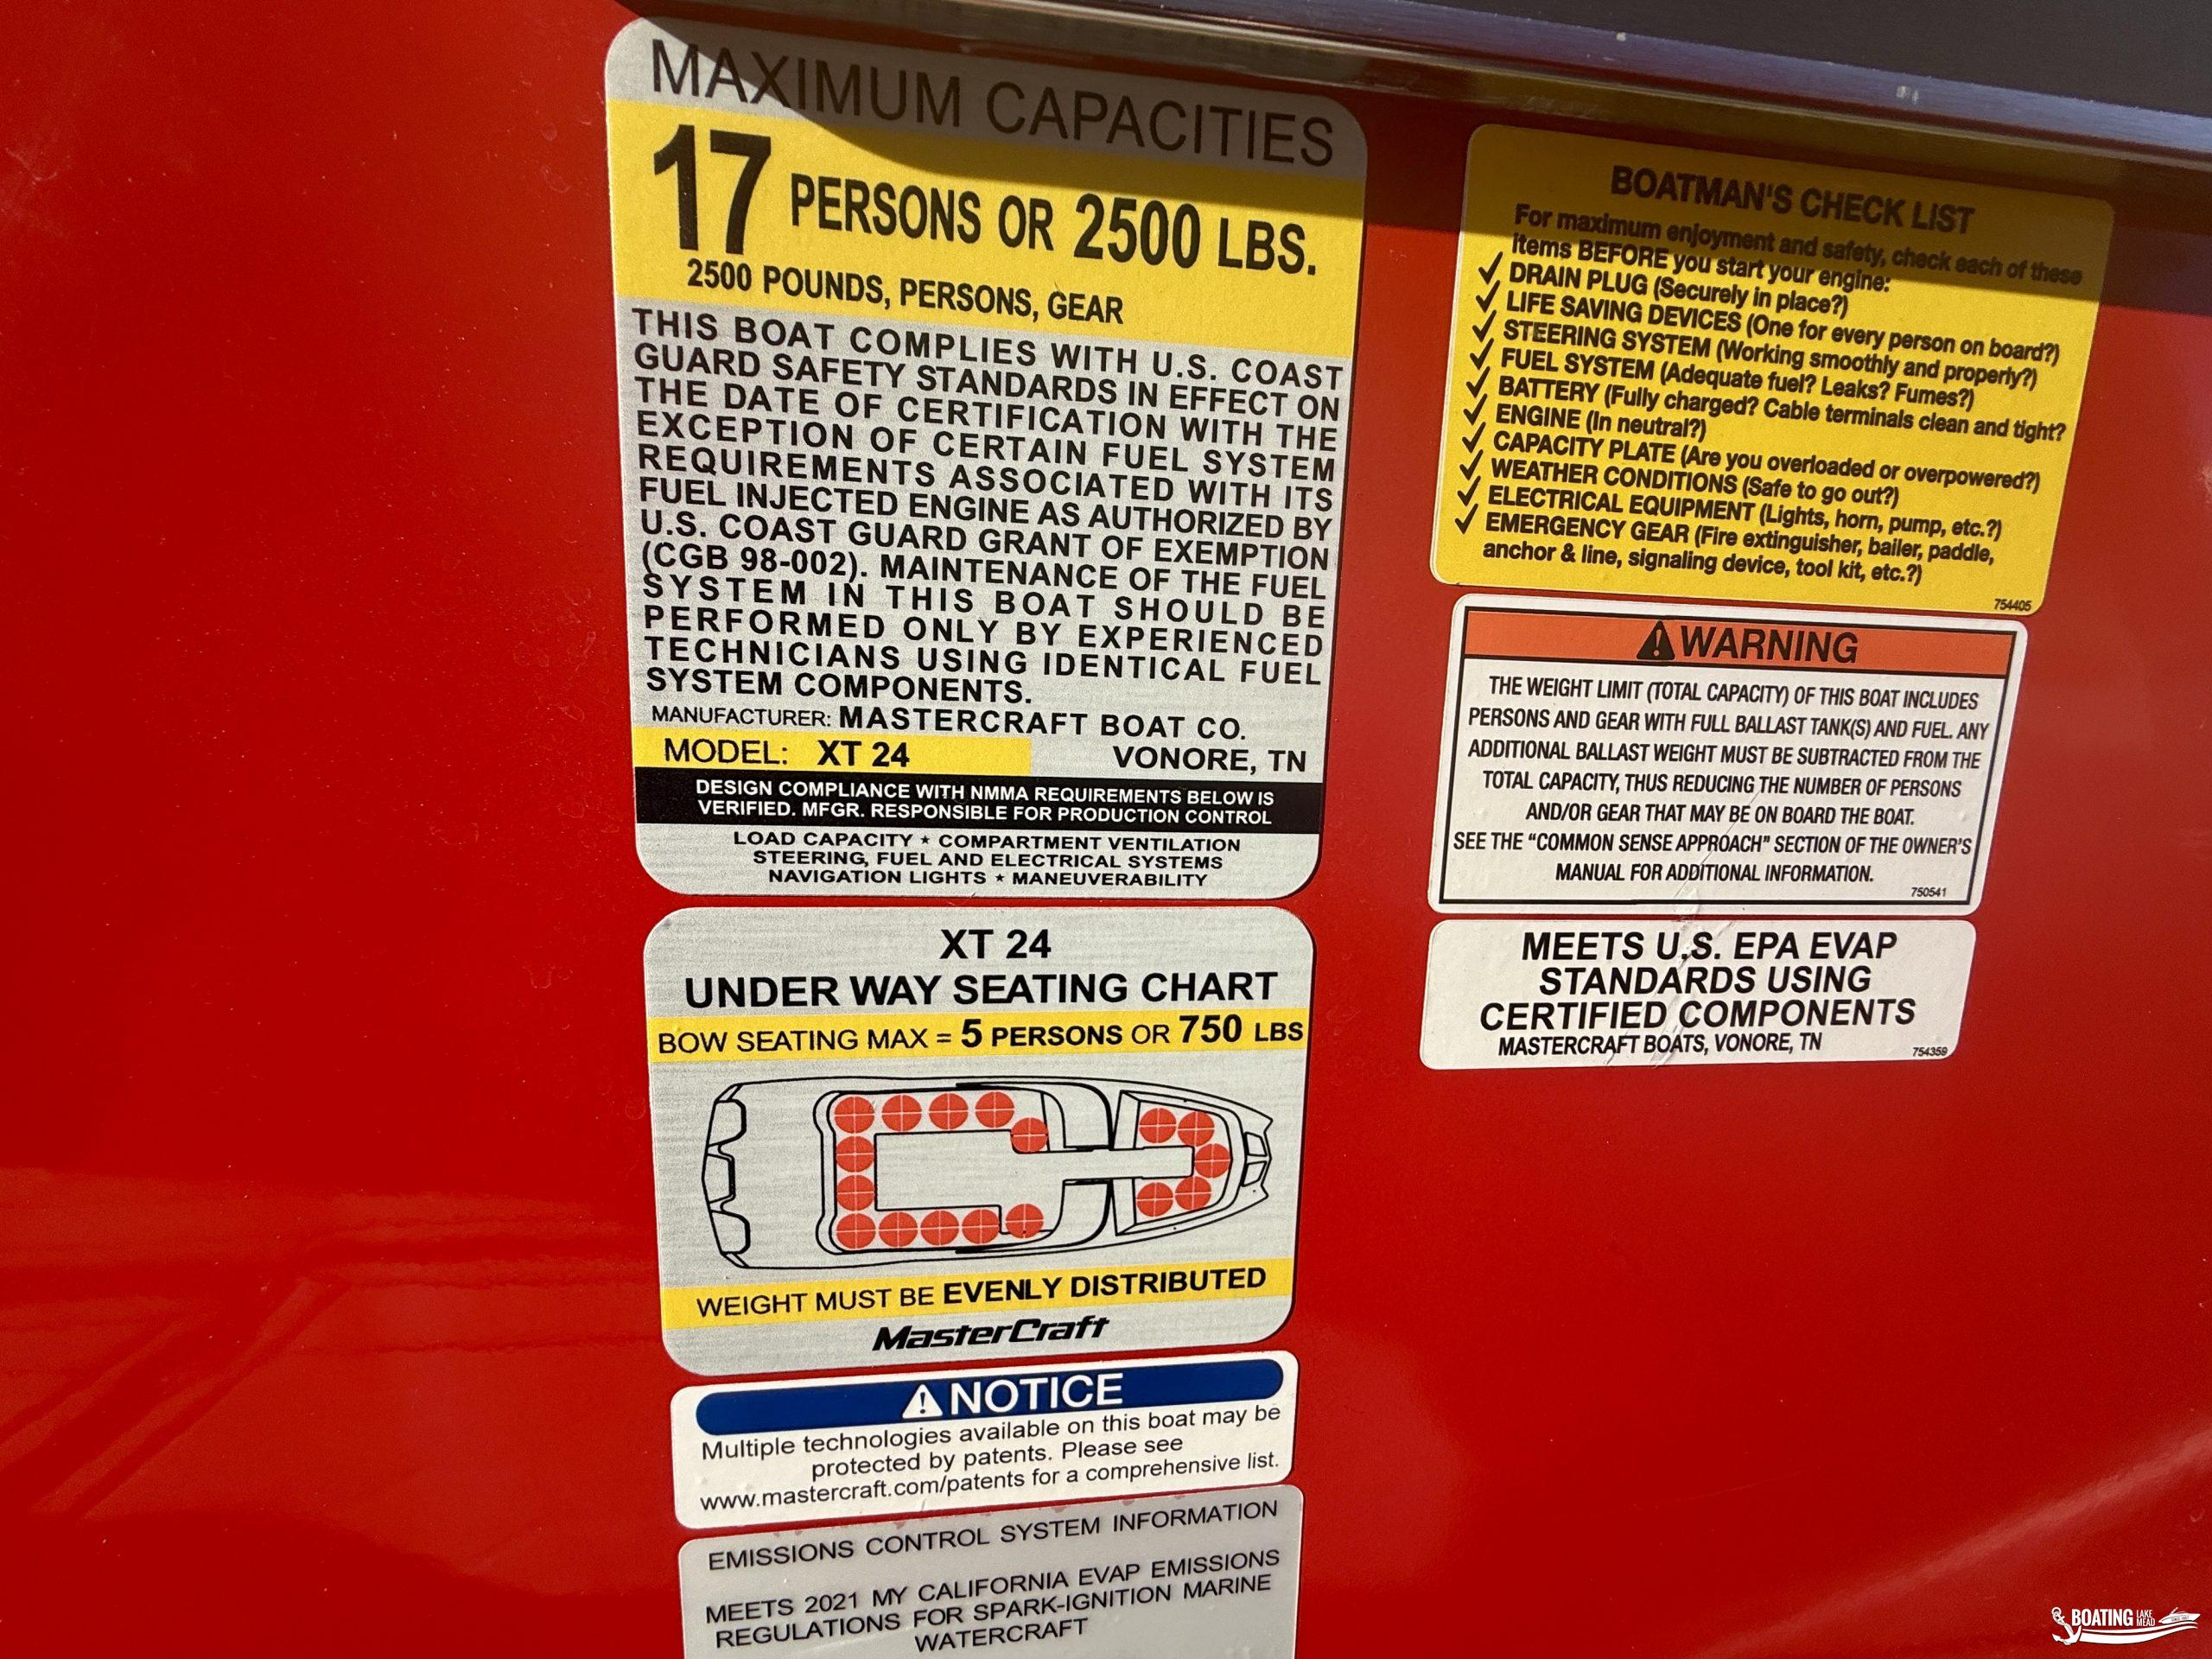 MAXIMUM CAPACITIES
17 PERSONS OR 2500 LBS.
2500 POUNDS, PERSONS, GEAR
THIS BOAT COMPLIES WITH U.S. COAST
GUARD SAFETY STANDARDS IN EFFECT ON
THE DATE OF CERTIFICATION WITH THE
EXCEPTION OF CERTAIN FUEL SYSTEM
REQUIREMENTS ASSOCIATED WITH ITS
FUEL INJECTED ENGINE AS AUTHORIZED BY
U.S. COAST GUARD GRANT OF EXEMPTION
(CGB 98-002). MAINTENANCE OF THE FUEL
SYSTEM IN THIS BOAT SHOULD BE
PERFORMED ONLY BY EXPERIENCED
TECHNICIANS USING IDENTICAL FUEL
SYSTEM COMPONENTS.
MANUFACTURER: MASTERCRAFT BOAT CO.
MODEL: XT 24 VONORE, TN
DESIGN COMPLIANCE WITH NMMA REQUIREMENTS BELOW IS
VERIFIED. MFGR. RESPONSIBLE FOR PRODUCTION CONTROL
LOAD CAPACITY ★ COMPARTMENT VENTILATION
STEERING, FUEL AND ELECTRICAL SYSTEMS
NAVIGATION LIGHTS ★ MANEUVERABILITY
XT 24
UNDER WAY SEATING CHART
BOW SEATING MAX = 5 PERSONS OR 750 LBS
WEIGHT MUST BE EVENLY DISTRIBUTED
MasterCraft
⚠ NOTICE
Multiple technologies available on this boat may be
protected by patents. Please see
www.mastercraft.com/patents for a comprehensive list.
EMISSIONS CONTROL SYSTEM INFORMATION
MEETS 2021 MY CALIFORNIA EVAP EMISSIONS
REGULATIONS FOR SPARK-IGNITION MARINE
WATERCRAFT
BOATMAN'S CHECK LIST
For maximum enjoyment and safety, check each of these
items BEFORE you start your engine:
✓ DRAIN PLUG (Securely in place?)
✓ LIFE SAVING DEVICES (One for every person on board?)
✓ STEERING SYSTEM (Working smoothly and properly?)
✓ FUEL SYSTEM (Adequate fuel? Leaks? Fumes?)
✓ BATTERY (Fully charged? Cable terminals clean and tight?
✓ ENGINE (In neutral?)
✓ CAPACITY PLATE (Are you overloaded or overpowered?)
✓ WEATHER CONDITIONS (Safe to go out?)
✓ ELECTRICAL EQUIPMENT (Lights, horn, pump, etc.?)
✓ EMERGENCY GEAR (Fire extinguisher, bailer, paddle,
anchor & line, signaling device, tool kit, etc.?)
754405
⚠ WARNING
THE WEIGHT LIMIT (TOTAL CAPACITY) OF THIS BOAT INCLUDES
PERSONS AND GEAR WITH FULL BALLAST TANK(S) AND FUEL. ANY
ADDITIONAL BALLAST WEIGHT MUST BE SUBTRACTED FROM THE
TOTAL CAPACITY, THUS REDUCING THE NUMBER OF PERSONS
AND/OR GEAR THAT MAY BE ON BOARD THE BOAT.
SEE THE "COMMON SENSE APPROACH" SECTION OF THE OWNER'S
MANUAL FOR ADDITIONAL INFORMATION.
750541
MEETS U.S. EPA EVAP
STANDARDS USING
CERTIFIED COMPONENTS
MASTERCRAFT BOATS, VONORE, TN
754359
BOATING LAKE MEAD